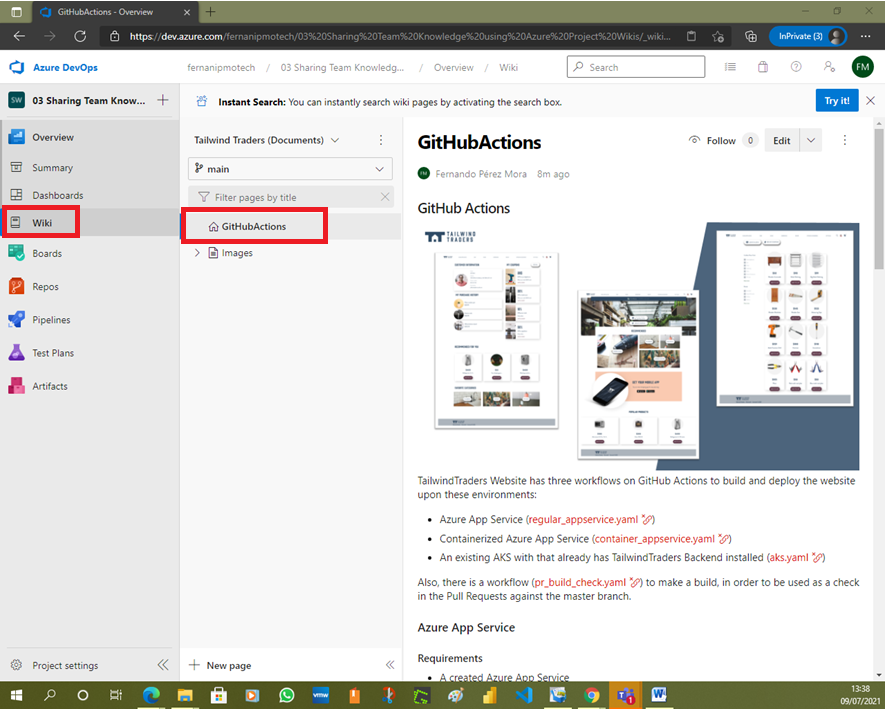 GitHubActions - Overview
https://dev.azure.com/fernanipmotech/03%20Sharing%20Team%20Knowledge%20using%20Azure%20Project%20Wikis/_wiki...
InPrivate (3)
Azure DevOps
fernanipmotech / 03 Sharing Team Knowledg... / Overview / Wiki
Search
FM
SW
03 Sharing Team Know...
Instant Search: You can instantly search wiki pages by activating the search box.
Try it!
Overview
Summary
Dashboards
Wiki
Boards
Repos
Pipelines
Test Plans
Artifacts
Project settings
Tailwind Traders (Documents)
main
Filter pages by title
GitHubActions
Images
New page
GitHubActions
Follow 0
Edit
FM Fernando Pérez Mora 8m ago
GitHub Actions
TAILWIND
TRADERS
TailwindTraders Website has three workflows on GitHub Actions to build and deploy the website
upon these environments:
• Azure App Service (regular_appservice.yaml)
• Containerized Azure App Service (container_appservice.yaml)
• An existing AKS with that already has TailwindTraders Backend installed (aks.yaml)
Also, there is a workflow (pr_build_check.yaml) to make a build, in order to be used as a check
in the Pull Requests against the master branch.
Azure App Service
Requirements
• A created Azure App Service
vmw
13:38
09/07/2021